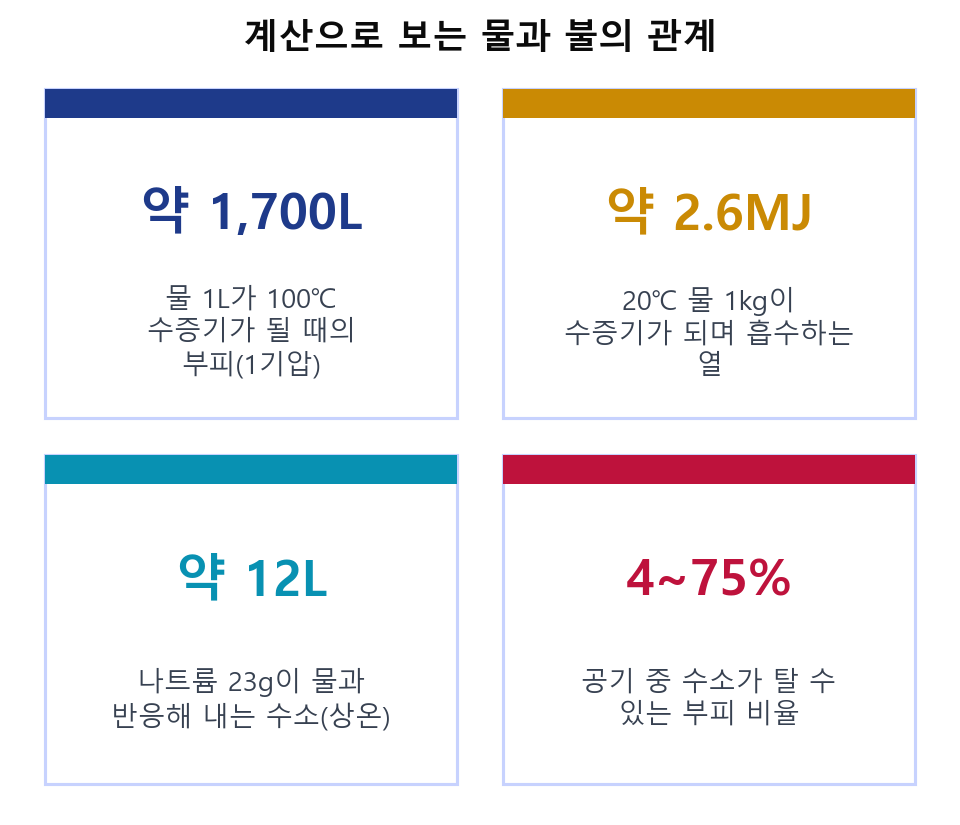 계산으로 보는 물과 불의 관계
약 1,700L
물 1L가 100℃
수증기가 될 때의
부피(1기압)
약 2.6MJ
20℃ 물 1kg이
수증기가 되며 흡수하는
열
약 12L
나트륨 23g이 물과
반응해 내는 수소(상온)
4~75%
공기 중 수소가 탈 수
있는 부피 비율